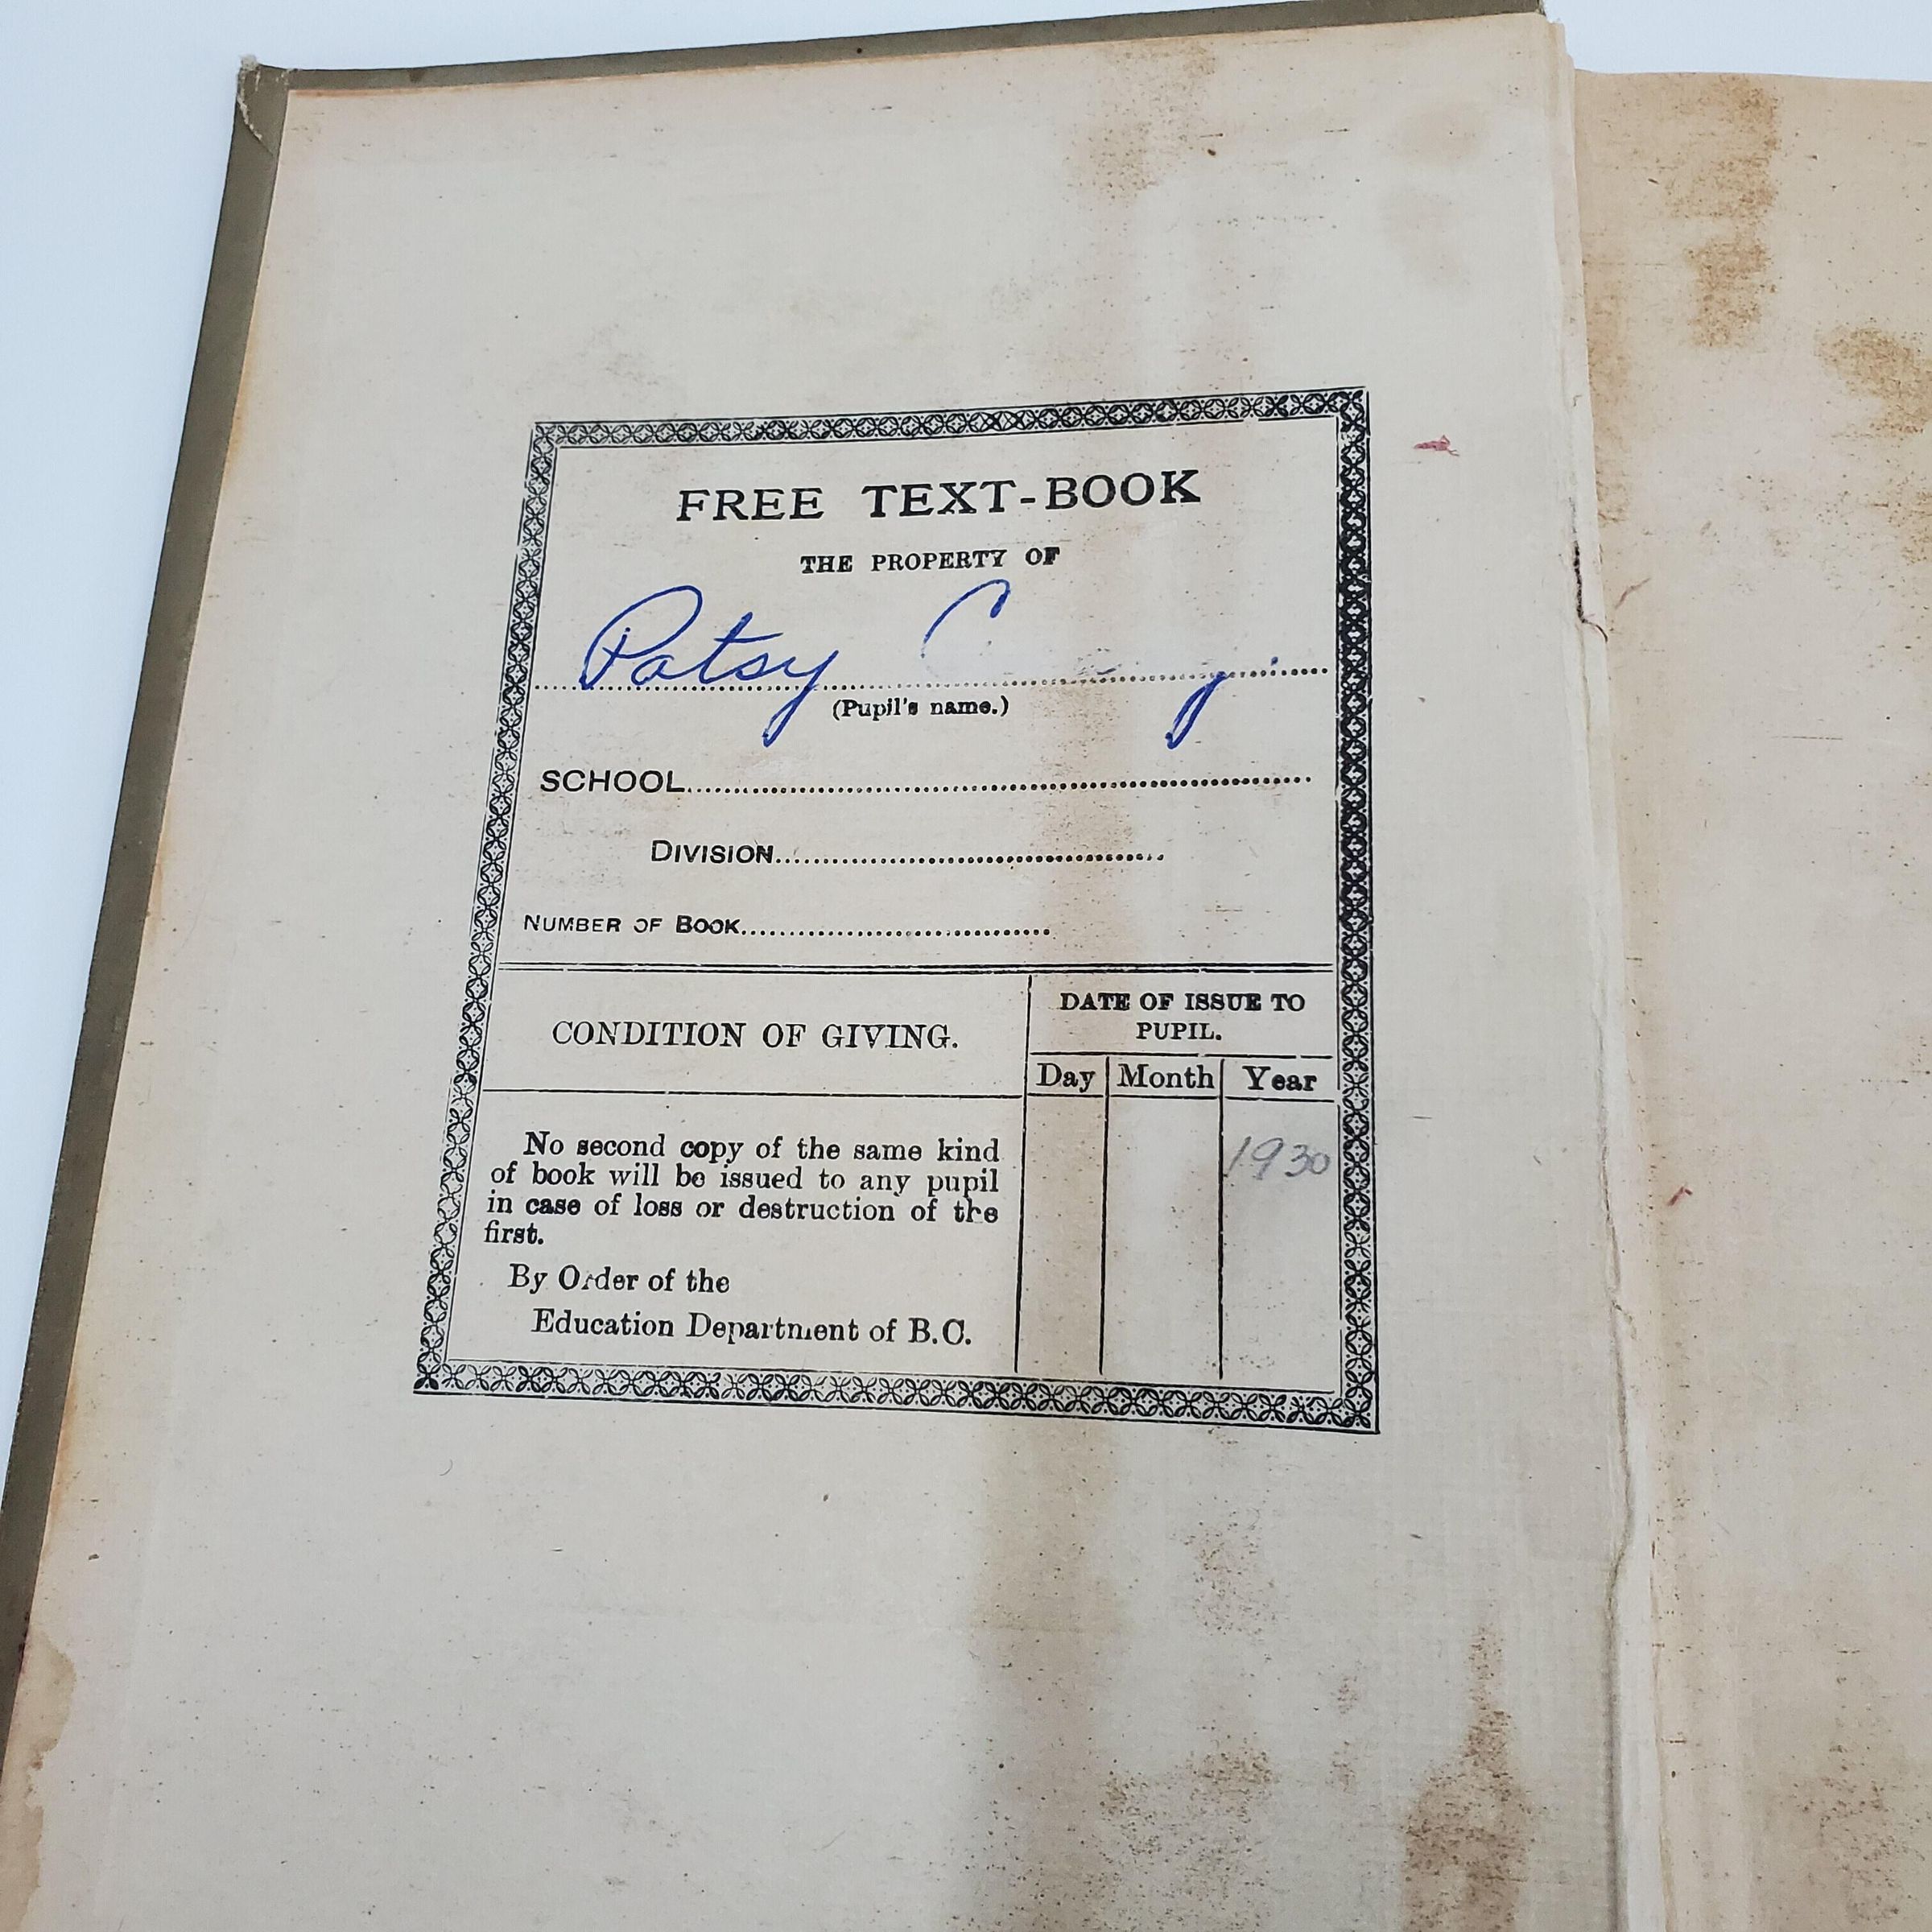 FREE TEXT-BOOK
THE PROPERTY OF
Patsy
(Pupil's name.)
SCHOOL
DIVISION
NUMBER OF BOOK
CONDITION OF GIVING.
DATE OF ISSUE TO
PUPIL.
Day Month Year
1930
No second copy of the same kind
of book will be issued to any pupil
in case of loss or destruction of the
first.
By Order of the
Education Department of B.C.